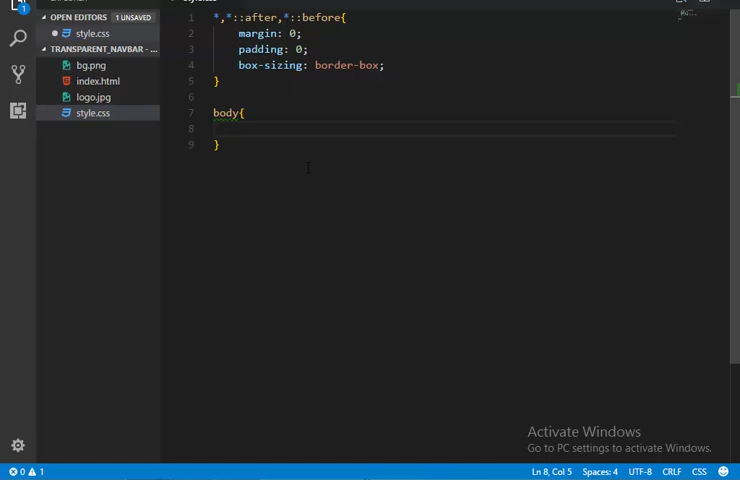 OPEN EDITORS 1 UNSAVED
style.css
TRANSPARENT_NAVBAR - ...
bg.png
index.html
logo.jpg
style.css
1 *,*::after,*::before{
2 margin: 0;
3 padding: 0;
4 box-sizing: border-box;
5 }
6
7 body{
8
9 }
Activate Windows
Go to PC settings to activate Windows.
0 1
Ln 8, Col 5 Spaces: 4 UTF-8 CRLF CSS
1